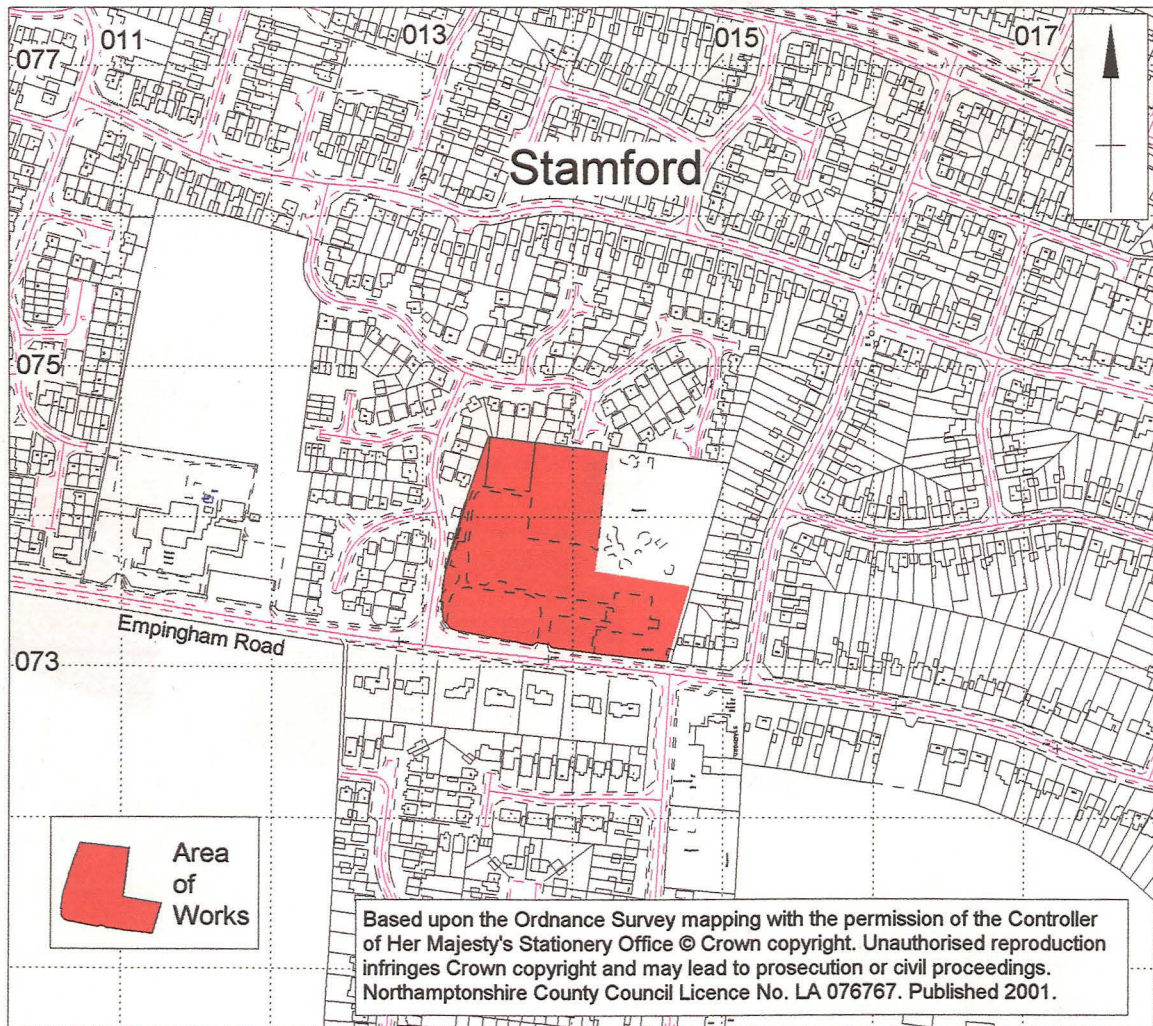 011
013
015
017
077
Stamford
075
Empingham Road
073
Area
of
Works
Based upon the Ordnance Survey mapping with the permission of the Controller
of Her Majesty's Stationery Office © Crown copyright. Unauthorised reproduction
infringes Crown copyright and may lead to prosecution or civil proceedings.
Northamptonshire County Council Licence No. LA 076767. Published 2001.